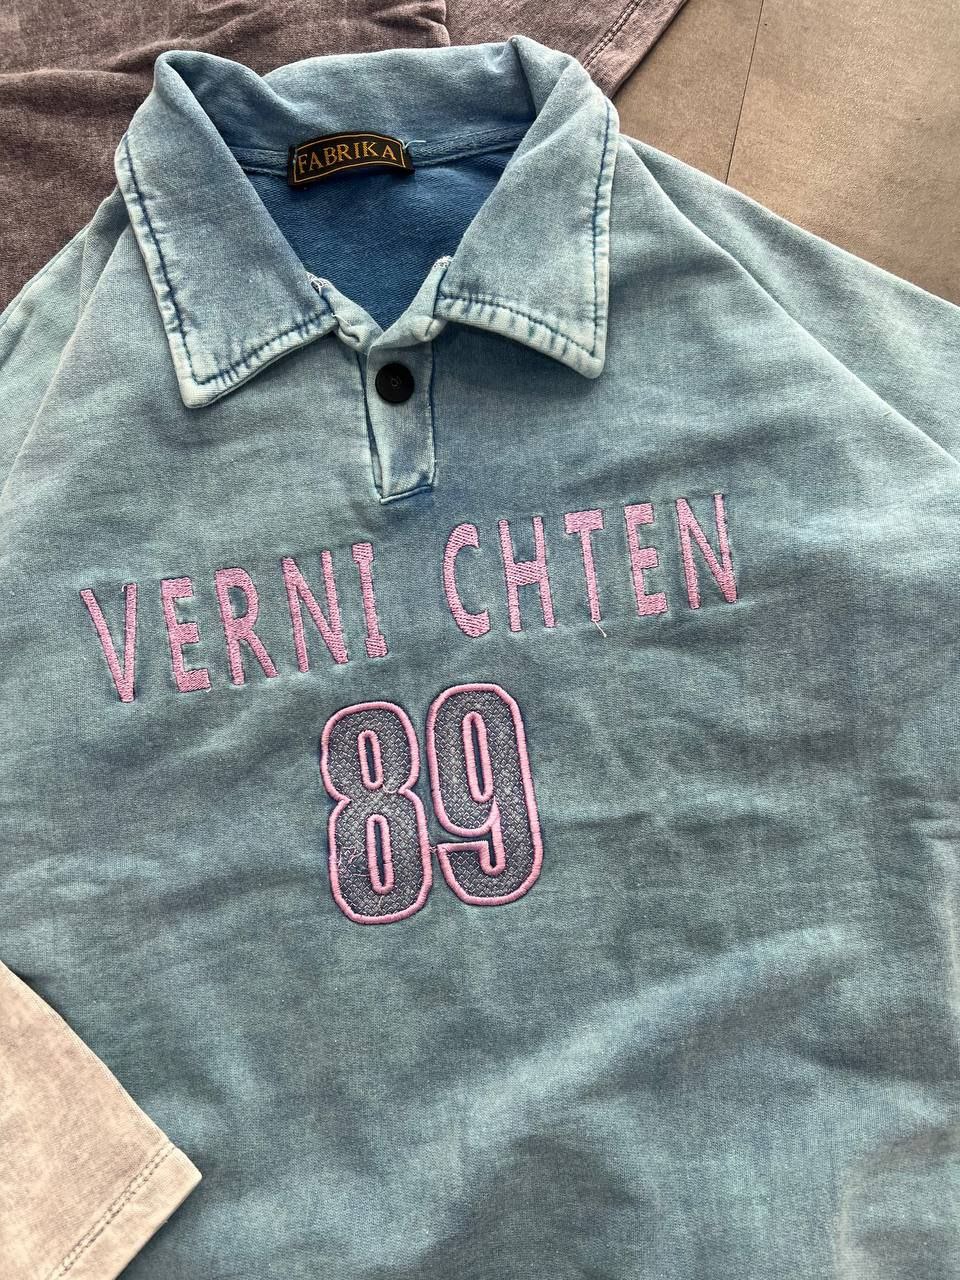 FABRIKA
VERNI CHTEN
89